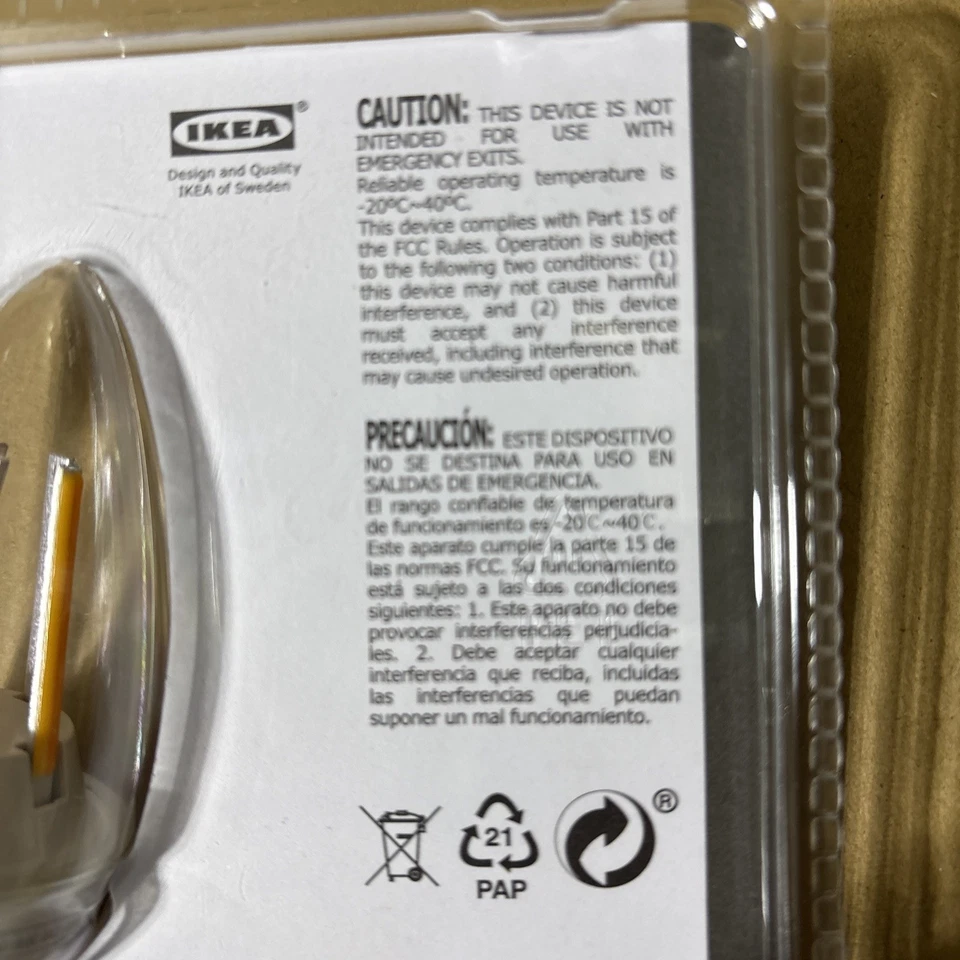 IKEA®
Design and Quality
IKEA of Sweden
CAUTION: THIS DEVICE IS NOT
INTENDED FOR USE WITH
EMERGENCY EXITS.
Reliable operating temperature is
-20ºC~40ºC.
This device complies with Part 15 of
the FCC Rules. Operation is subject
to the following two conditions: (1)
this device may not cause harmful
interference, and (2) this device
must accept any interference
received, including interference that
may cause undesired operation.
PRECAUCIÓN: ESTE DISPOSITIVO
NO SE DESTINA PARA USO EN
SALIDAS DE EMERGENCIA.
El rango confiable de temperatura
de funcionamiento es -20C~40C.
Este aparato cumple la parte 15 de
las normas FCC. Su funcionamiento
está sujeto a las dos condiciones
siguientes: 1. Este aparato no debe
provocar interferencias perjudicia-
les. 2. Debe aceptar cualquier
interferencia que reciba, incluidas
las interferencias que puedan
suponer un mal funcionamiento.
21
PAP
®